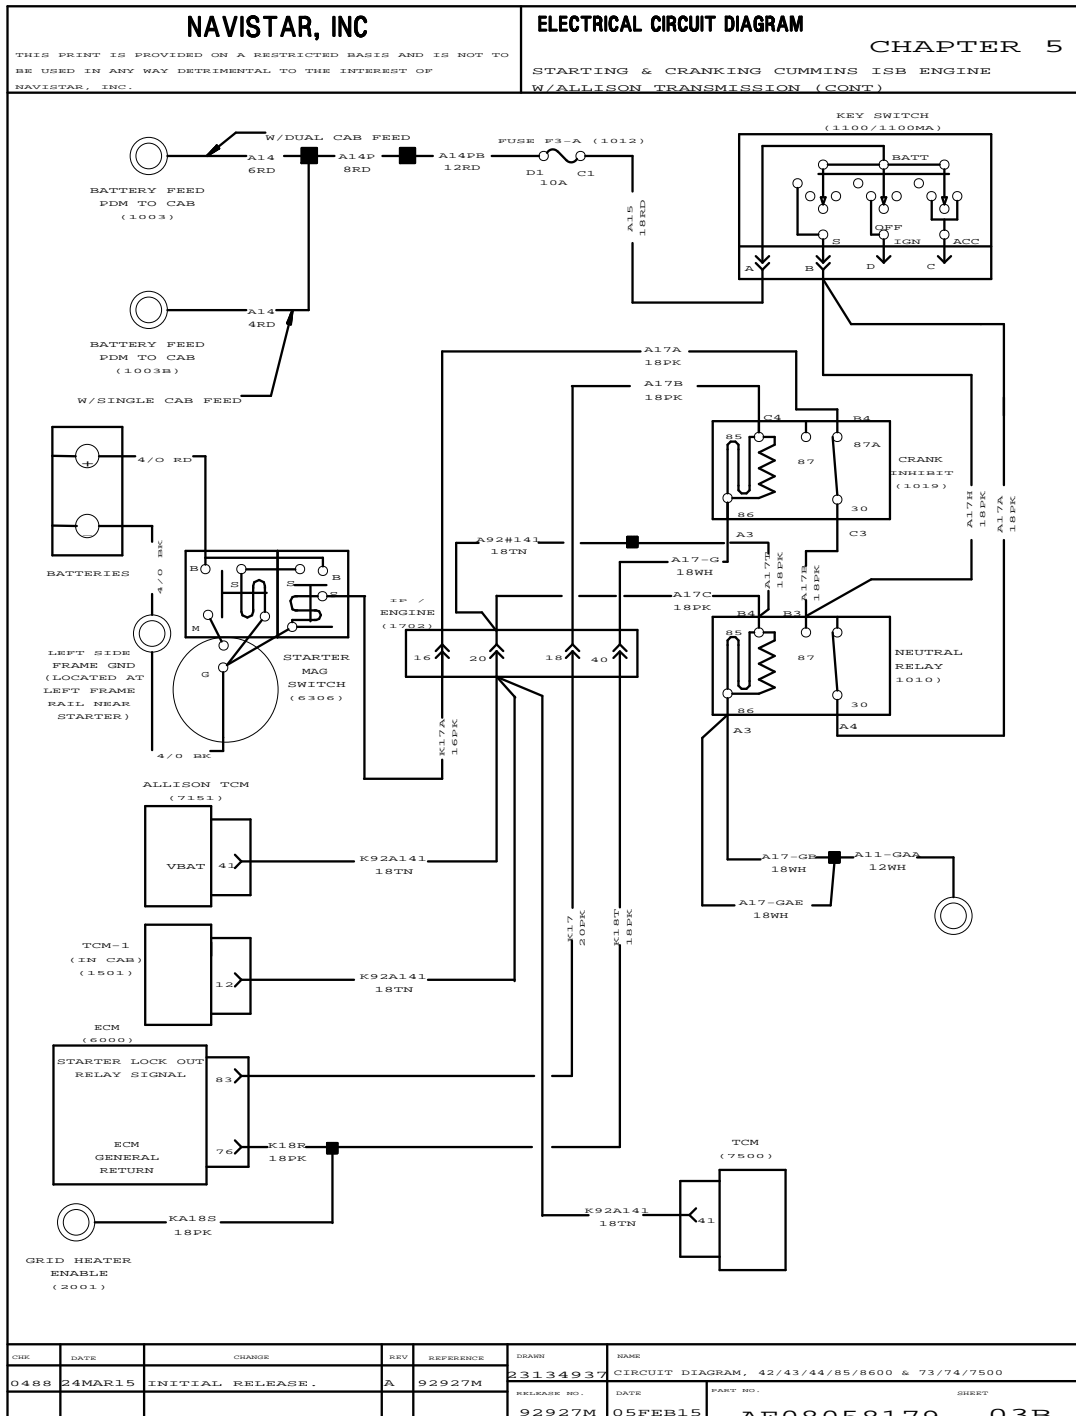 NAVISTAR, INC
THIS PRINT IS PROVIDED ON A RESTRICTED BASIS AND IS NOT TO
BE USED IN ANY WAY DETRIMENTAL TO THE INTEREST OF
NAVISTAR, INC.
ELECTRICAL CIRCUIT DIAGRAM
CHAPTER 5
STARTING & CRANKING CUMMINS ISB ENGINE
W/ALLISON TRANSMISSION (CONT)
W/DUAL CAB FEED
A14
6RD
A14P
8RD
A14PB
12RD
FUSE F3-A (1012)
D1
C1
10A
BATTERY FEED
PDM TO CAB
(1003)
A15
18RD
KEY SWITCH
(1100/1100MA)
BATT
OFF
S
IGN
ACC
A
B
D
C
A14
4RD
BATTERY FEED
PDM TO CAB
(1003B)
W/SINGLE CAB FEED
A17A
18PK
A17B
18PK
C4
B4
85
87
87A
86
30
A3
C3
CRANK
INHIBIT
(1019)
A17H
18PK
A17A
18PK
4/0 RD
+
-
BATTERIES
4/0 BK
B
S
S
B
S
M
G
A92#141
18TN
A17-G
18WH
A17T
18PK
A17B
18PK
A17C
18PK
IP /
ENGINE
(1702)
16
20
18
40
B4
B3
85
87
86
30
A3
A4
NEUTRAL
RELAY
1010)
LEFT SIDE
FRAME GND
(LOCATED AT
LEFT FRAME
RAIL NEAR
STARTER)
STARTER
MAG
SWITCH
(6306)
4/0 BK
K17A
16PK
ALLISON TCM
(7151)
VBAT
41
K92A141
18TN
A17-GB
18WH
A11-GAA
12WH
A17-GAE
18WH
K17
20PK
K18T
18PK
TCM-1
(IN CAB)
(1501)
12
K92A141
18TN
ECM
(6000)
STARTER LOCK OUT
RELAY SIGNAL
83
ECM
GENERAL
RETURN
76
K18R
18PK
KA18S
18PK
GRID HEATER
ENABLE
(2001)
TCM
(7500)
K92A141
18TN
41
CHK
DATE
CHANGE
REV
REFERENCE
DRAWN
NAME
0488
24MAR15
INITIAL RELEASE.
A
92927M
23134937
CIRCUIT DIAGRAM, 42/43/44/85/8600 & 73/74/7500
RELEASE NO.
DATE
PART NO.
SHEET
92927M
05FEB15
AF08058179
03B